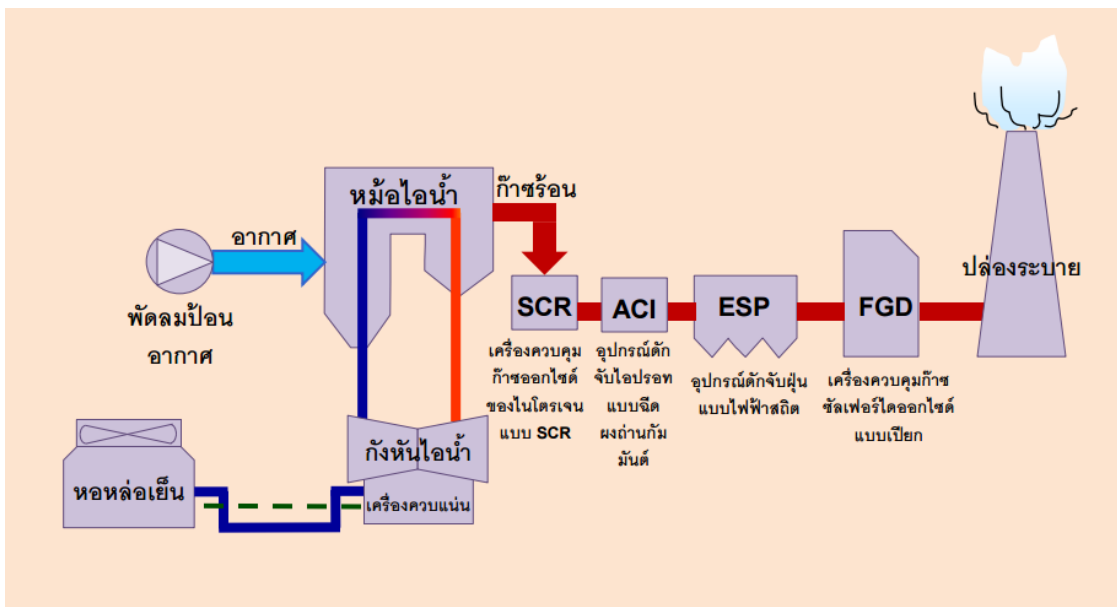 หม้อไอน้ำ
ก๊าซร้อน
อากาศ
พัดลมป้อน
อากาศ
ปล่องระบาย
SCR
ACI
ESP
FGD
เครื่องควบคุม
ก๊าซออกไซด์
ของไนโตรเจน
แบบ SCR
อุปกรณ์ดัก
จับไอปรอท
แบบฉีด
ผงถ่านกัม
มันต์
อุปกรณ์ดักจับฝุ่น
แบบไฟฟ้าสถิต
เครื่องควบคุมก๊าซ
ซัลเฟอร์ไดออกไซด์
แบบเปียก
กังหันไอน้ำ
เครื่องควบแน่น
หอหล่อเย็น